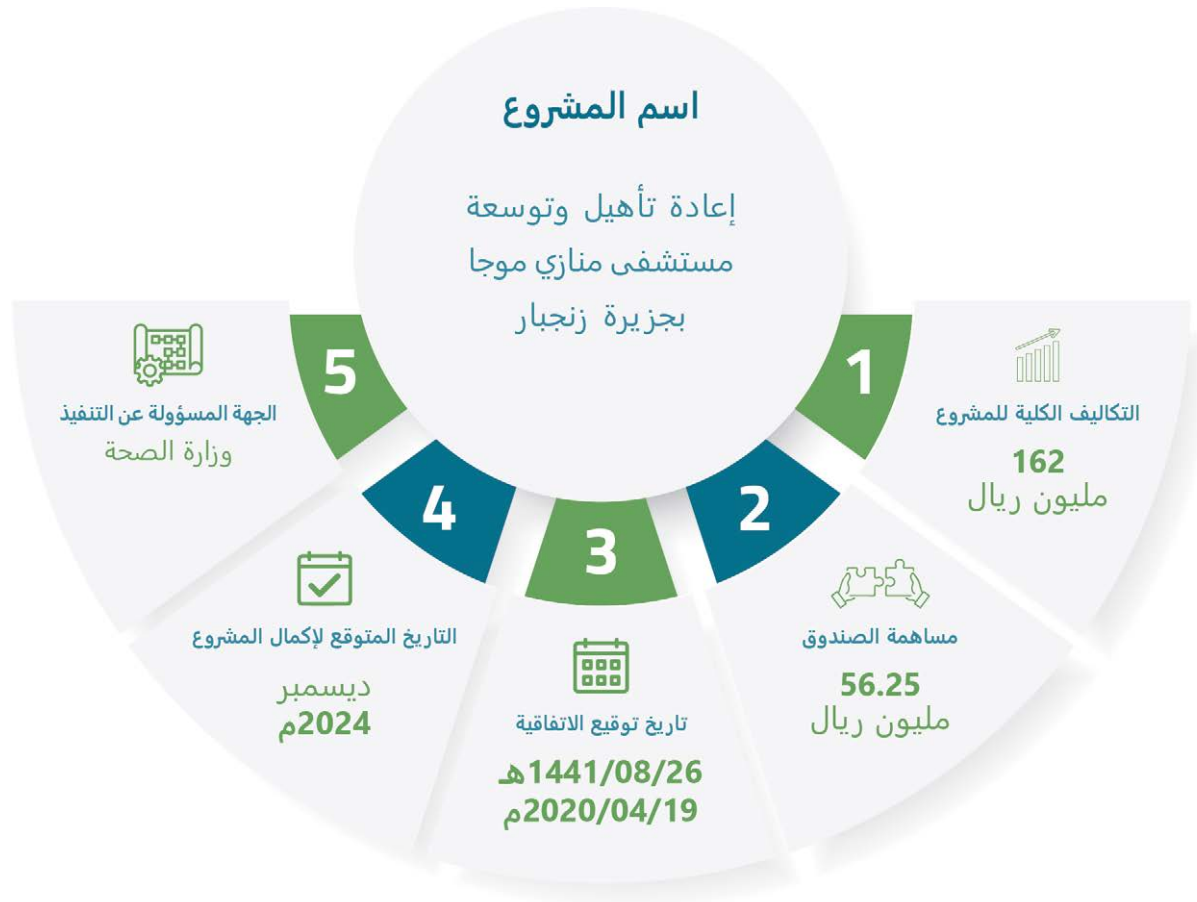 اسم المشروع
إعادة تأهيل وتوسعة
مستشفى منازي موجا
بجزيرة زنجبار
1
التكاليف الكلية للمشروع
162
مليون ريال
2
مساهمة الصندوق
56.25
مليون ريال
3
تاريخ توقيع الاتفاقية
1441/08/26هـ
2020/04/19م
4
التاريخ المتوقع لإكمال المشروع
ديسمبر
2024م
5
الجهة المسؤولة عن التنفيذ
وزارة الصحة